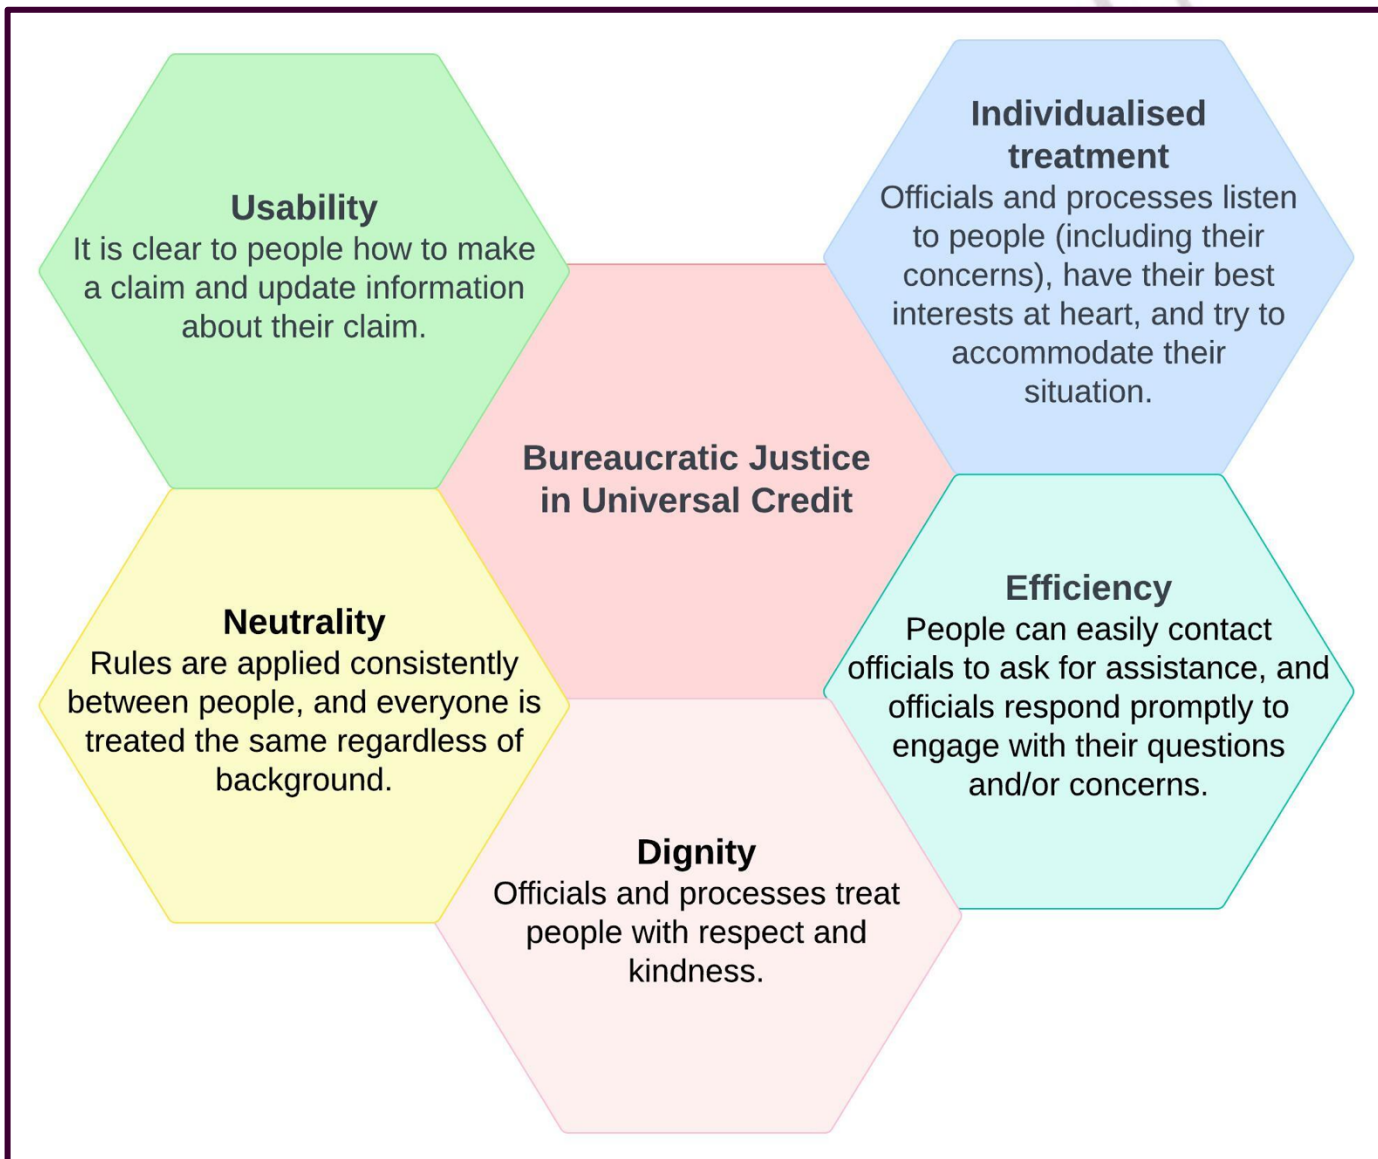 Usability
It is clear to people how to make
a claim and update information
about their claim.
Individualised
treatment
Officials and processes listen
to people (including their
concerns), have their best
interests at heart, and try to
accommodate their
situation.
Bureaucratic Justice
in Universal Credit
Neutrality
Rules are applied consistently
between people, and everyone is
treated the same regardless of
background.
Efficiency
People can easily contact
officials to ask for assistance, and
officials respond promptly to
engage with their questions
and/or concerns.
Dignity
Officials and processes treat
people with respect and
kindness.